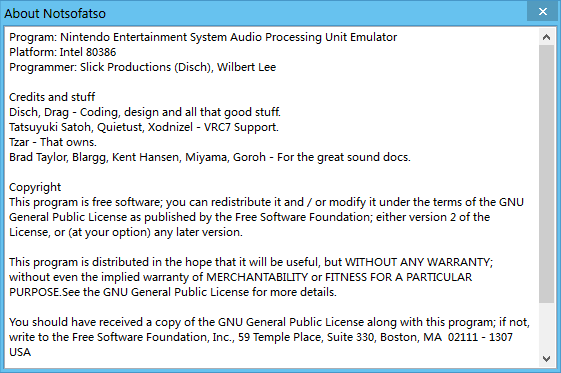 About Notsofatso
Program: Nintendo Entertainment System Audio Processing Unit Emulator
Platform: Intel 80386
Programmer: Slick Productions (Disch), Wilbert Lee
Credits and stuff
Disch, Drag - Coding, design and all that good stuff.
Tatsuyuki Satoh, Quietust, Xodnizel - VRC7 Support.
Tzar - That owns.
Brad Taylor, Blargg, Kent Hansen, Miyama, Goroh - For the great sound docs.
Copyright
This program is free software; you can redistribute it and / or modify it under the terms of the GNU
General Public License as published by the Free Software Foundation; either version 2 of the
License, or (at your option) any later version.
This program is distributed in the hope that it will be useful, but WITHOUT ANY WARRANTY;
without even the implied warranty of MERCHANTABILITY or FITNESS FOR A PARTICULAR
PURPOSE.See the GNU General Public License for more details.
You should have received a copy of the GNU General Public License along with this program; if not,
write to the Free Software Foundation, Inc., 59 Temple Place, Suite 330, Boston, MA  02111 - 1307
USA